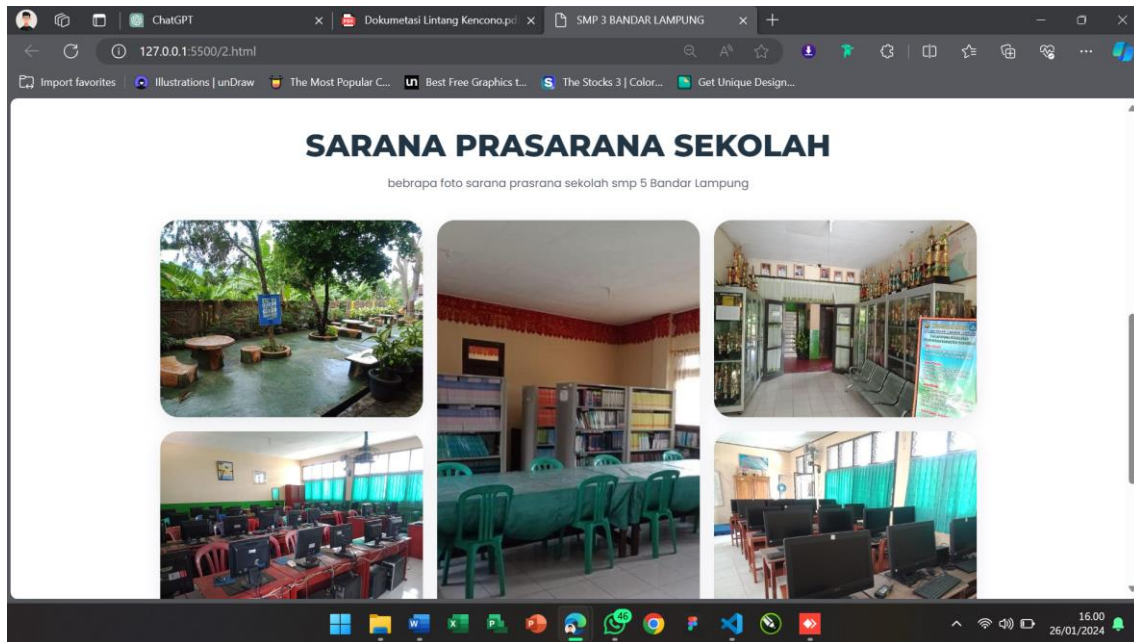 ChatGPT
Dokumetasi Lintang Kencono.pd
SMP 3 BANDAR LAMPUNG
127.0.0.1:5500/2.html
Import favorites
Illustrations | unDraw
The Most Popular C...
Best Free Graphics t...
The Stocks 3 | Color...
Get Unique Design...
SARANA PRASARANA SEKOLAH
bebrapa foto sarana prasrana sekolah smp 5 Bandar Lampung
46
16.00
26/01/2024